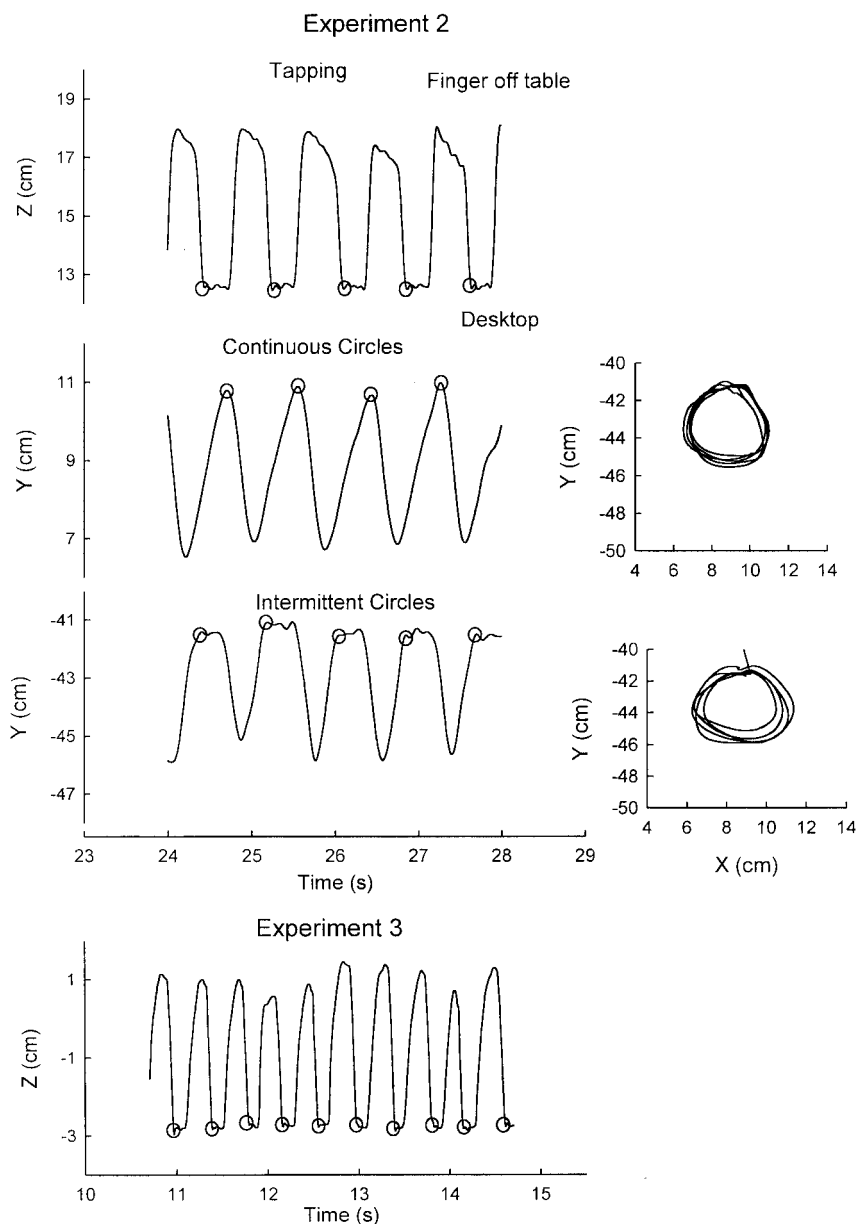 Experiment 2
Tapping
Finger off table
19
17
15
13
Z (cm)
Desktop
Continuous Circles
11
9
7
Y (cm)
-40
-42
-44
-46
-50
Y (cm)
4 6 8 10 12 14
Intermittent Circles
-41
-43
-45
-47
Y (cm)
23 24 25 26 27 28 29
Time (s)
-40
-42
-44
-46
-50
Y (cm)
4 6 8 10 12 14
X (cm)
Experiment 3
1
-1
-3
Z (cm)
10 11 12 13 14 15
Time (s)